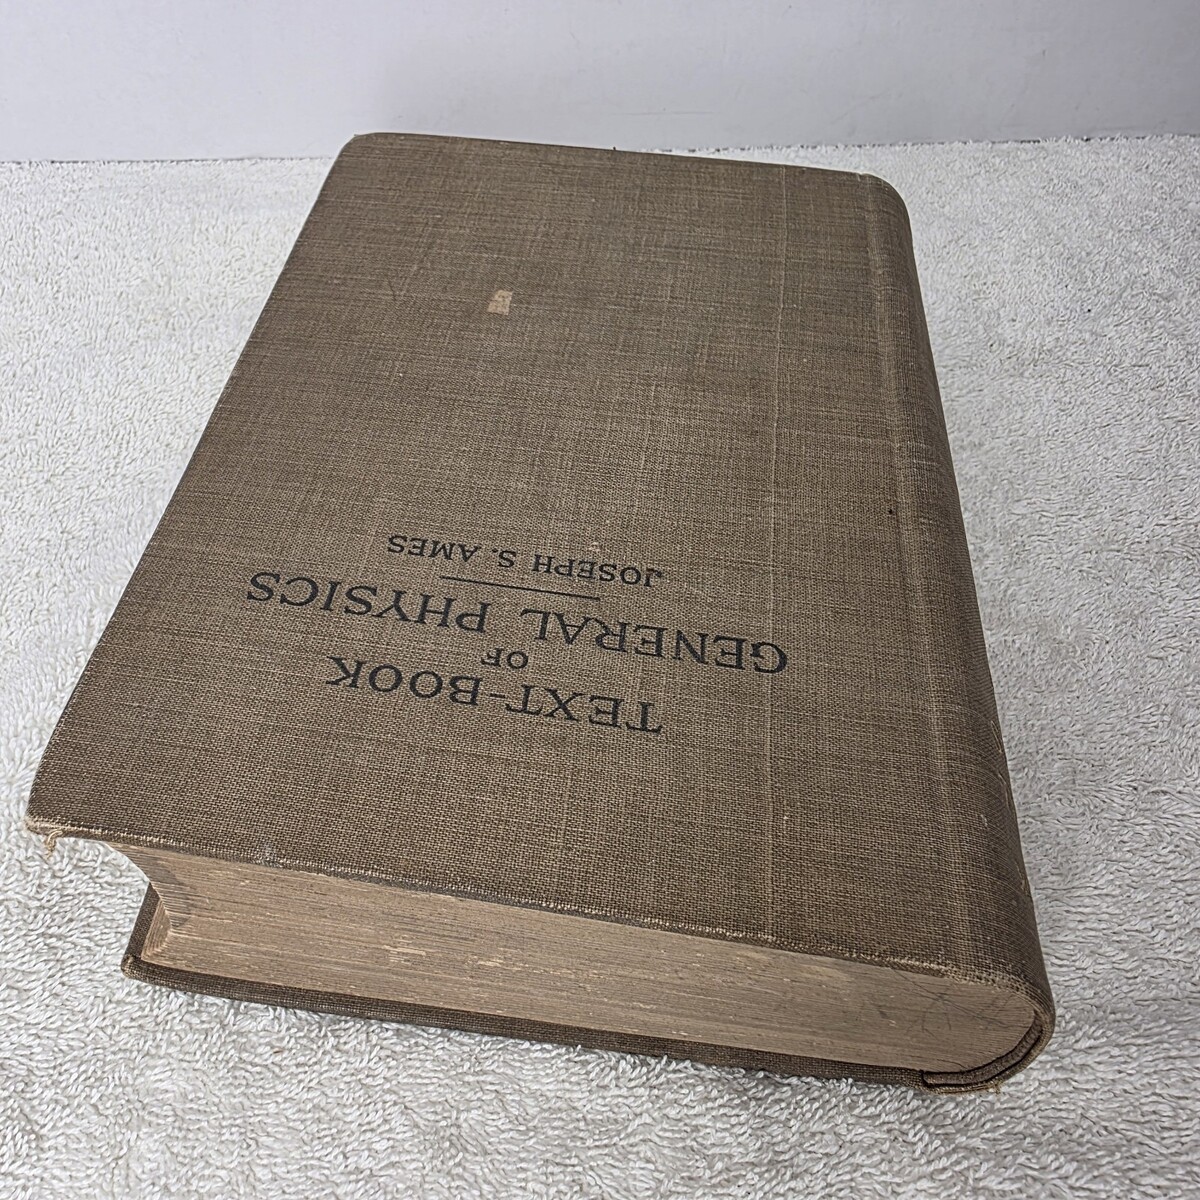 TEXT-BOOK
OF
GENERAL PHYSICS
JOSEPH S. AMES